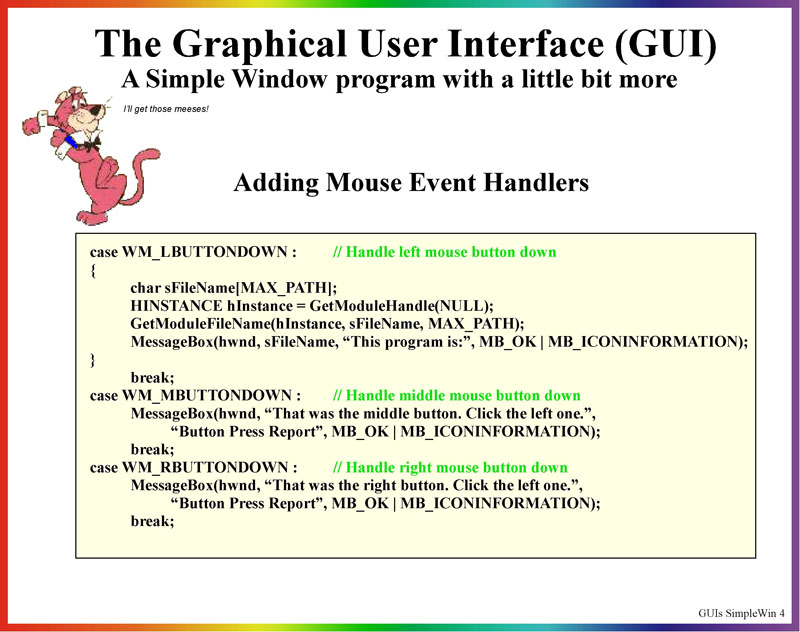 The Graphical User Interface (GUI)
A Simple Window program with a little bit more
I'll get those meeses!
Adding Mouse Event Handlers
case WM_LBUTTONDOWN : // Handle left mouse button down
{
char sFileName[MAX_PATH];
HINSTANCE hInstance = GetModuleHandle(NULL);
GetModuleFileName(hInstance, sFileName, MAX_PATH);
MessageBox(hwnd, sFileName, “This program is:”, MB_OK | MB_ICONINFORMATION);
}
break;
case WM_MBUTTONDOWN : // Handle middle mouse button down
MessageBox(hwnd, “That was the middle button. Click the left one.”,
“Button Press Report”, MB_OK | MB_ICONINFORMATION);
break;
case WM_RBUTTONDOWN : // Handle right mouse button down
MessageBox(hwnd, “That was the right button. Click the left one.”,
“Button Press Report”, MB_OK | MB_ICONINFORMATION);
break;
GUIs SimpleWin 4